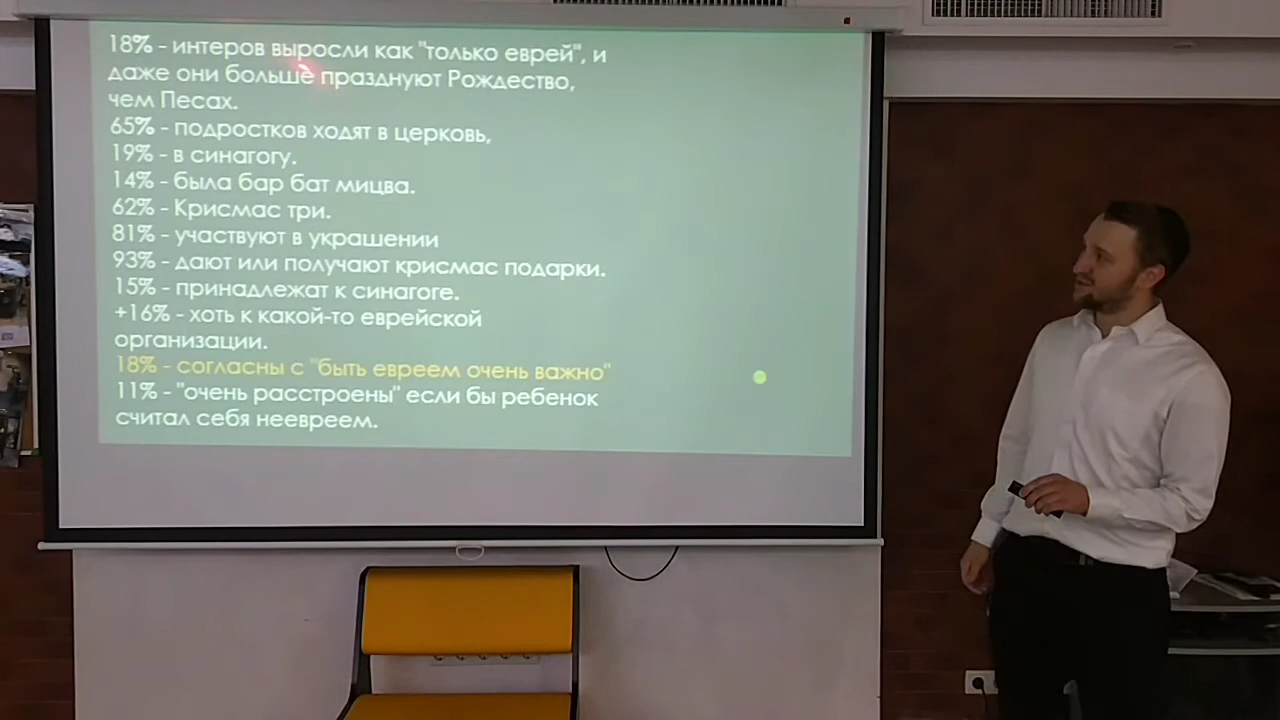 18% - интеров выросли как "только еврей", и
даже они больше празднуют Рождество,
чем Песах.
65% - подростков ходят в церковь,
19% - в синагогу.
14% - была бар бат мицва.
62% - Крисмас три.
81% - участвуют в украшении
93% - дают или получают крисмас подарки.
15% - принадлежат к синагоге.
+16% - хоть к какой-то еврейской
организации.
18% - согласны с "быть евреем очень важно"
11% - "очень расстроены" если бы ребенок
считал себя неевреем.